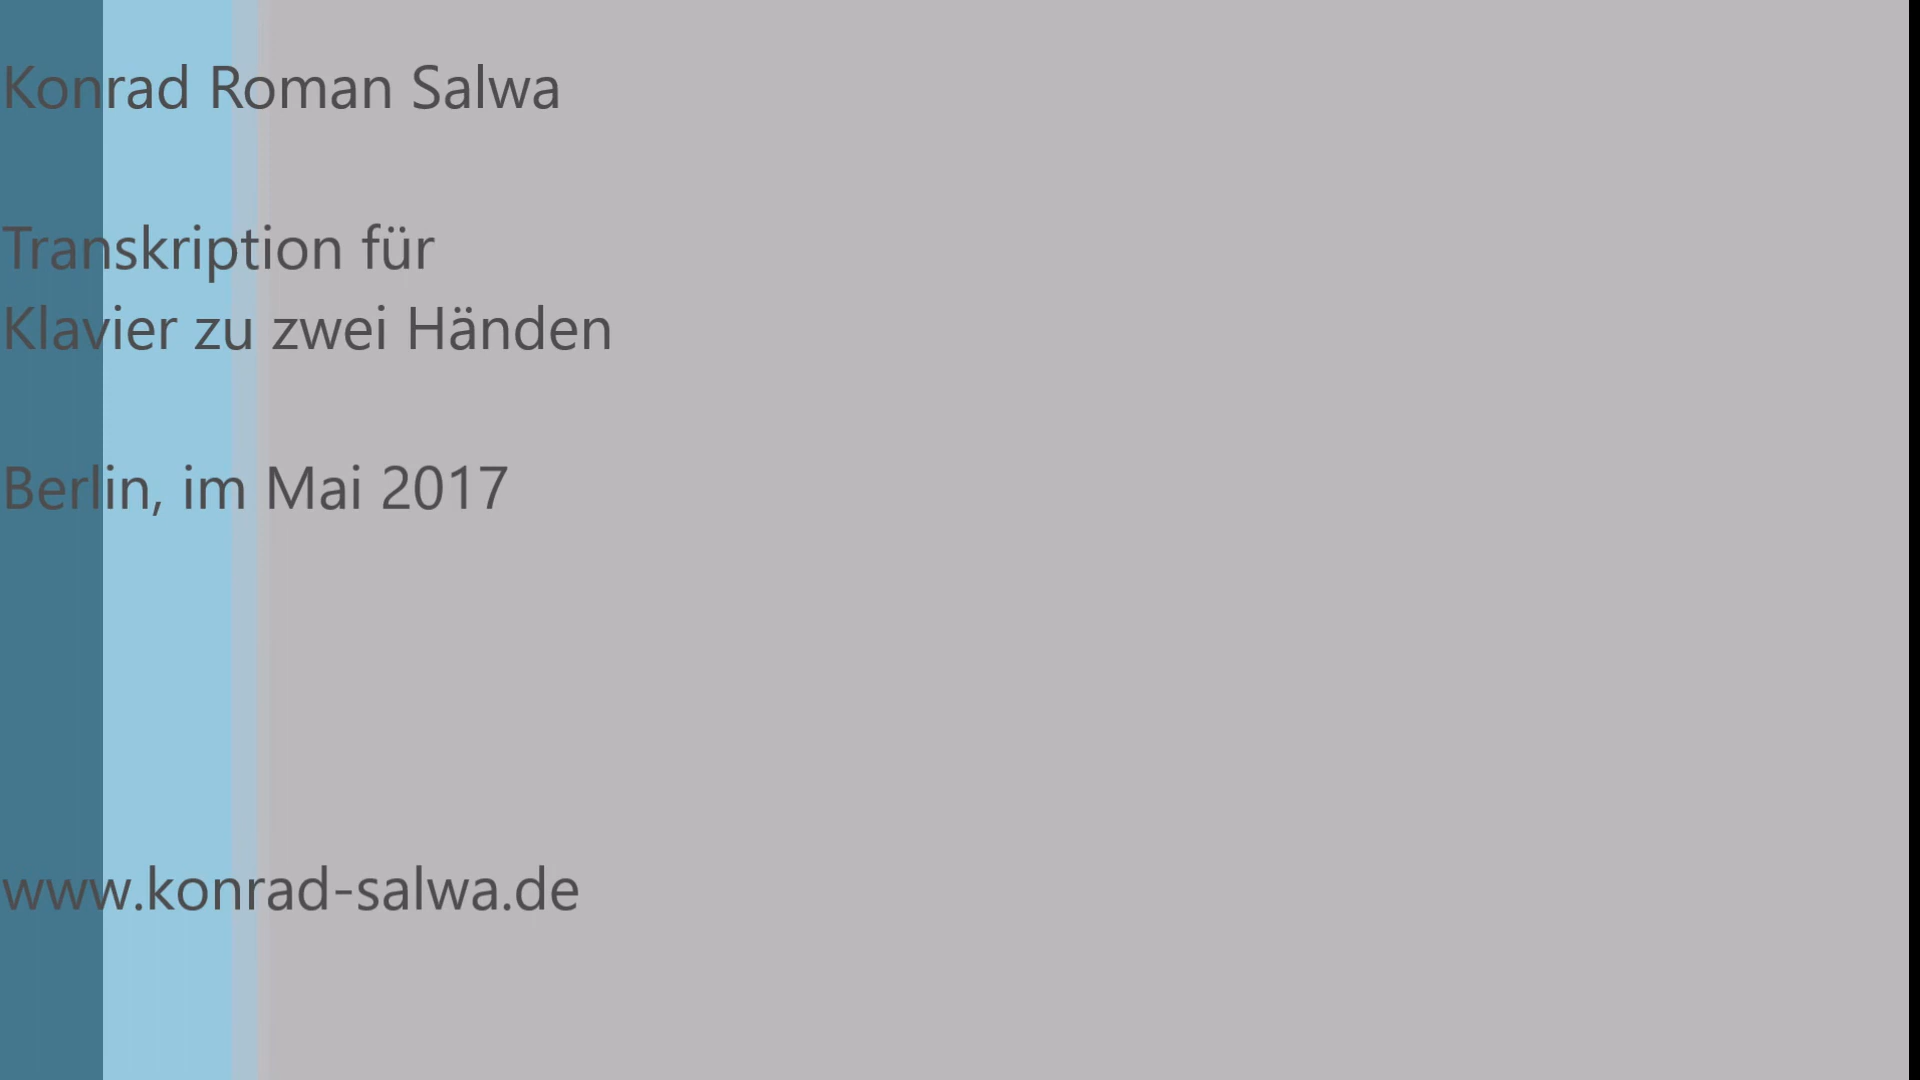 Konrad Roman Salwa
Transkription für
Klavier zu zwei Händen
Berlin, im Mai 2017
www.konrad-salwa.de